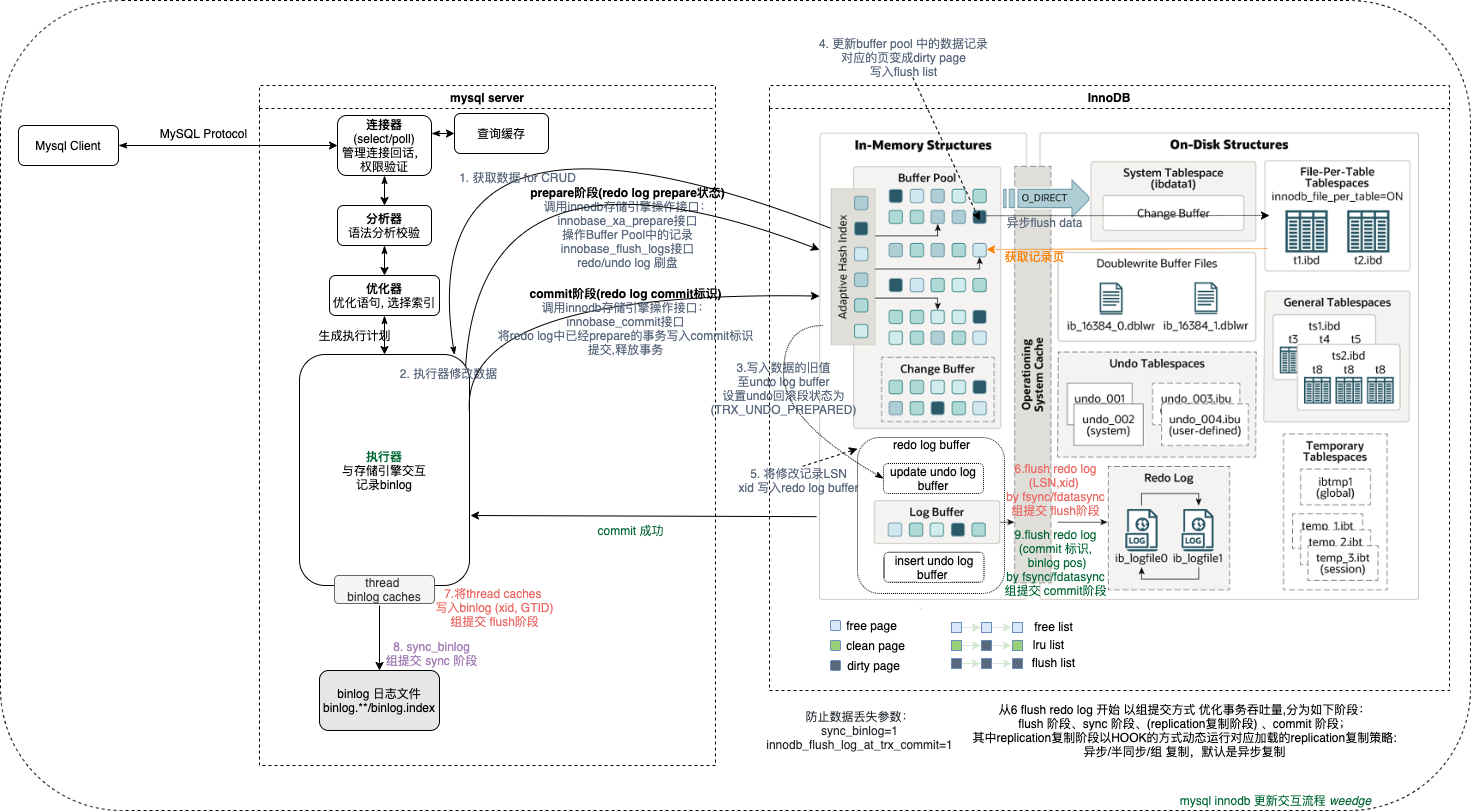 4. 更新buffer pool 中的数据记录
对应的页变成dirty page
写入flush list
mysql server
InnoDB
Mysql Client
MySQL Protocol
连接器
(select/poll)
管理连接回话,
权限验证
查询缓存
分析器
语法分析校验
优化器
优化语句, 选择索引
生成执行计划
1. 获取数据 for CRUD
prepare阶段(redo log prepare状态)
调用innodb存储引擎操作接口:
innobase_xa_prepare接口
操作Buffer Pool中的记录
innobase_flush_logs接口
redo/undo log 刷盘
commit阶段(redo log commit标识)
调用innodb存储引擎操作接口:
innobase_commit接口
将redo log中已经prepare的事务写入commit标识
提交,释放事务
2. 执行器修改数据
执行器
与存储引擎交互
记录binlog
thread
binlog caches
7.将thread caches
写入binlog (xid, GTID)
组提交 flush阶段
8. sync_binlog
组提交 sync 阶段
binlog 日志文件
binlog.**/binlog.index
commit 成功
In-Memory Structures
Buffer Pool
Adaptive Hash Index
Change Buffer
3.写入数据的旧值
至undo log buffer
设置undo回滚段状态为
(TRX_UNDO_PREPARED)
5. 将修改记录LSN
xid 写入redo log buffer
redo log buffer
update undo log
buffer
Log Buffer
insert undo log
buffer
Operationing
System Cache
O_DIRECT
异步flush data
获取记录页
6.flush redo log
(LSN,xid)
by fsync/fdatasync
组提交 flush阶段
9.flush redo log
(commit 标识,
binlog pos)
by fsync/fdatasync
组提交 commit阶段
On-Disk Structures
System Tablespace
(ibdata1)
Change Buffer
File-Per-Table
Tablespaces
innodb_file_per_table=ON
t1.ibd
t2.ibd
Doublewrite Buffer Files
ib_16384_0.dblwr
ib_16384_1.dblwr
General Tablespaces
ts1.ibd
t3
t4
t5
ts2.ibd
t8
t8
t8
Undo Tablespaces
undo_001
undo_002
(system)
undo_003.ibu
undo_004.ibu
(user-defined)
Temporary
Tablespaces
ibtmp1
(global)
temp_1.ibt
temp_2.ibt
temp_3.ibt
(session)
Redo Log
LOG
LOG
ib_logfile0
ib_logfile1
free page
clean page
dirty page
free list
lru list
flush list
防止数据丢失参数:
sync_binlog=1
innodb_flush_log_at_trx_commit=1
从6 flush redo log 开始 以组提交方式 优化事务吞吐量,分为如下阶段:
flush 阶段、sync 阶段、(replication复制阶段) 、commit 阶段;
其中replication复制阶段以HOOK的方式动态运行对应加载的replication复制策略:
异步/半同步/组 复制，默认是异步复制
mysql innodb 更新交互流程 weedge